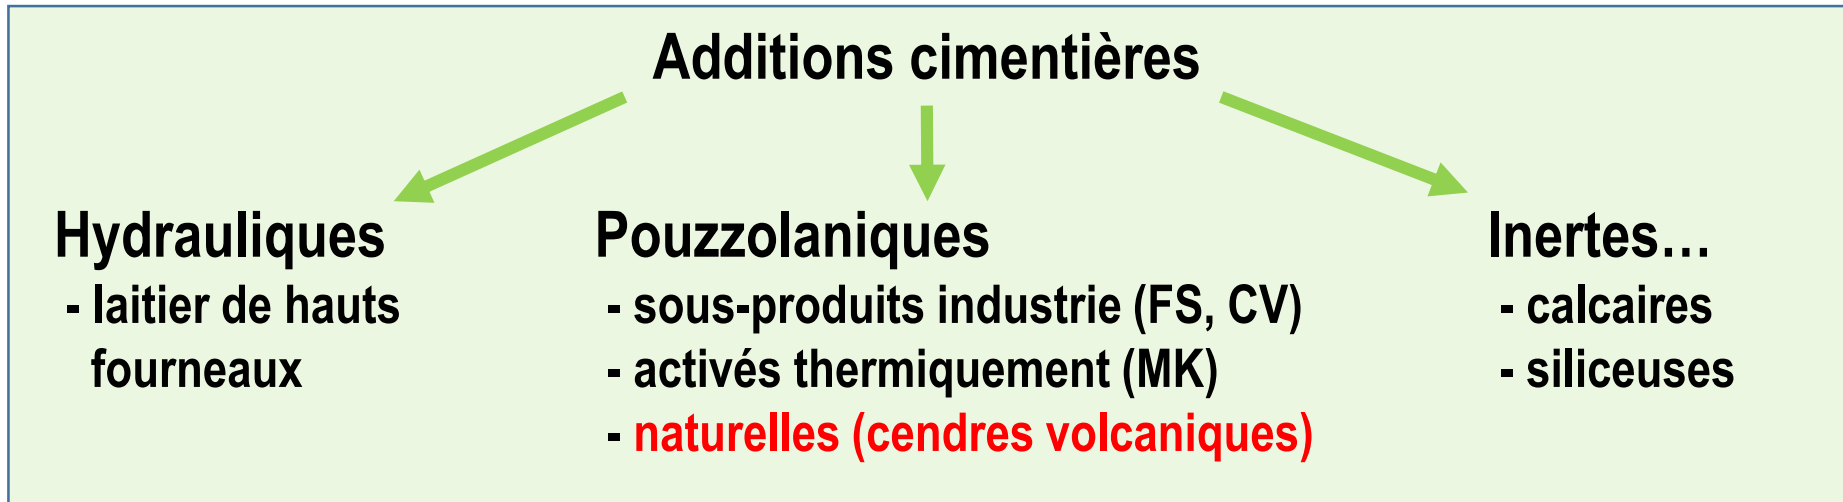 Additions cimentières
Hydrauliques
- laitier de hauts
fourneaux
Pouzzolaniques
- sous-produits industrie (FS, CV)
- activés thermiquement (MK)
- naturelles (cendres volcaniques)
Inertes…
- calcaires
- siliceuses